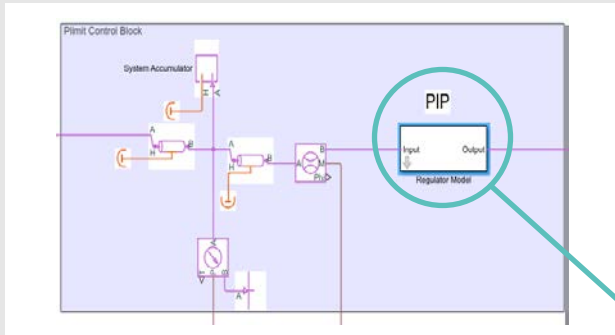 Plimit Control Block
System Accumulator
H
A
PIP
A
B
H
A
B
H
A
B
M
Input
Output
Regulator Model
A
B
A